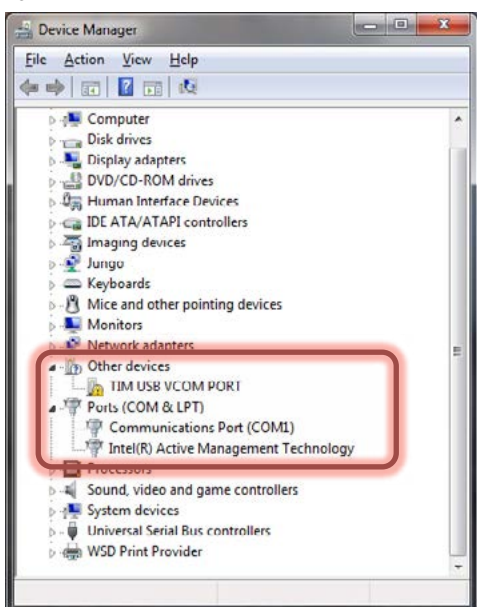 Device Manager
File Action View Help
Computer
Disk drives
Display adapters
DVD/CD-ROM drives
Human Interface Devices
IDE ATA/ATAPI controllers
Imaging devices
Jungo
Keyboards
Mice and other pointing devices
Monitors
Network adapters
Other devices
TIM USB VCOM PORT
Ports (COM & LPT)
Communications Port (COM1)
Intel(R) Active Management Technology
Processors
Sound, video and game controllers
System devices
Universal Serial Bus controllers
WSD Print Provider